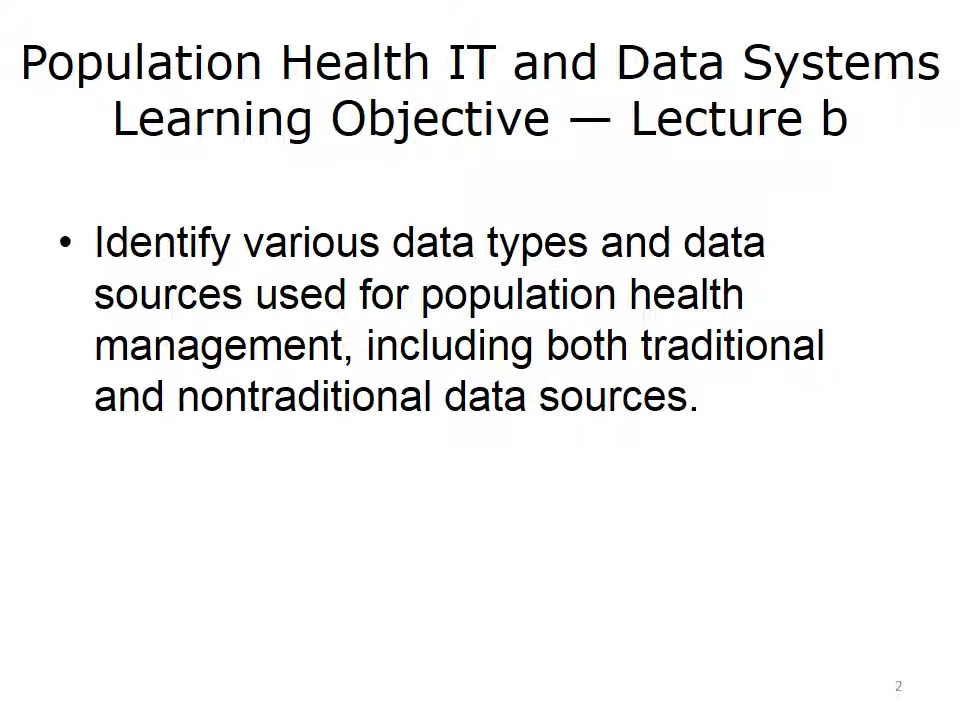 Population Health IT and Data Systems
Learning Objective — Lecture b
• Identify various data types and data
sources used for population health
management, including both traditional
and nontraditional data sources.
2